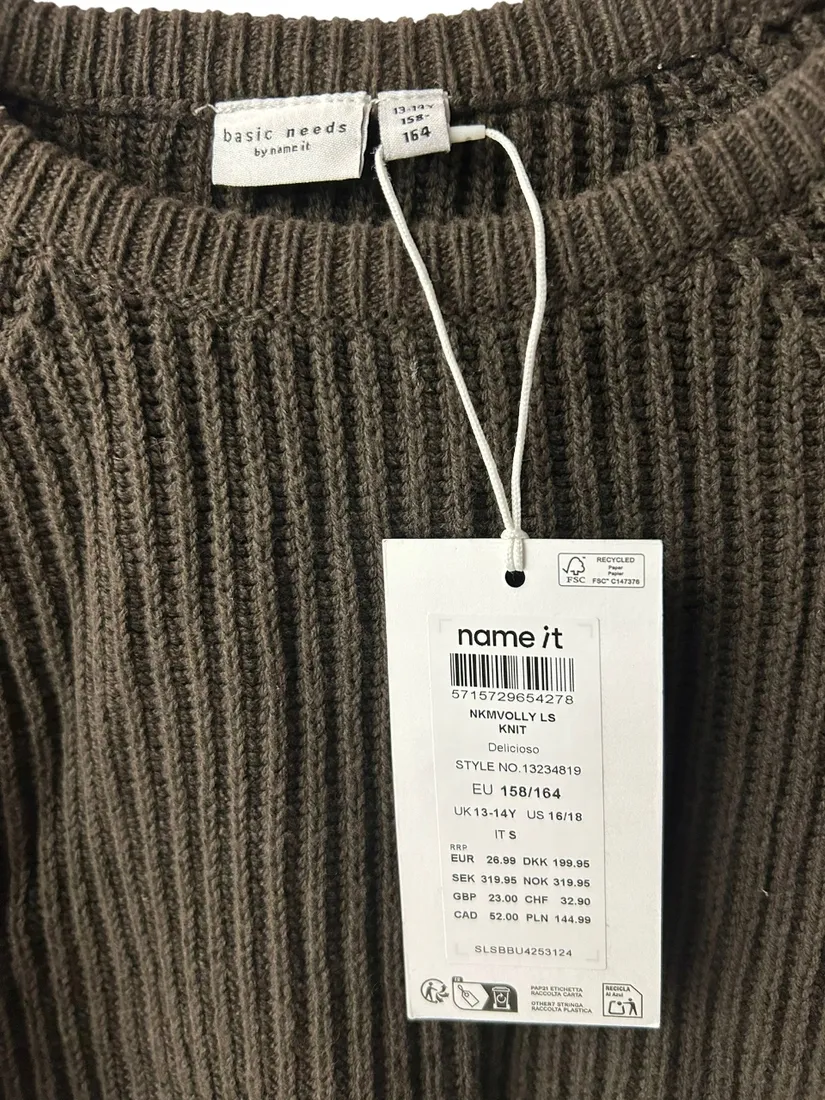 basic needs
by name it
13-14Y
158-
164
RECYCLED
Paper
Papier
FSC
FSC® C147376
name it
5715729654278
NKMVOLLY LS
KNIT
Delicioso
STYLE NO.13234819
EU 158/164
UK 13-14Y US 16/18
IT S
RRP
EUR 26.99 DKK 199.95
SEK 319.95 NOK 319.95
GBP 23.00 CHF 32.90
CAD 52.00 PLN 144.99
SLSBBU4253124
PAP21 ETICHETTA
RACCOLTA CARTA
OTHER7 STRINGA
RACCOLTA PLASTICA
RECICLA
Al Azul